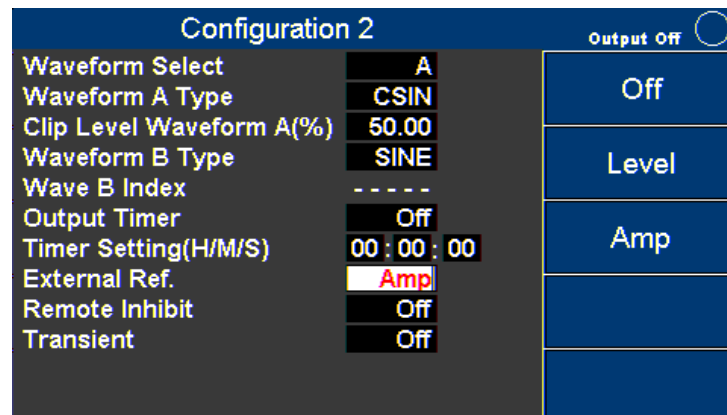 Configuration 2
Output Off
Waveform Select A
Waveform A Type CSIN
Clip Level Waveform A(%) 50.00
Waveform B Type SINE
Wave B Index - - - - -
Output Timer Off
Timer Setting(H/M/S) 00 : 00 : 00
External Ref. Amp
Remote Inhibit Off
Transient Off
Off
Level
Amp